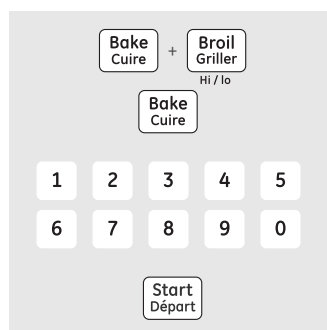 Bake + Broil
Cuire Griller
Hi / lo
Bake
Cuire
1 2 3 4 5
6 7 8 9 0
Start
Départ